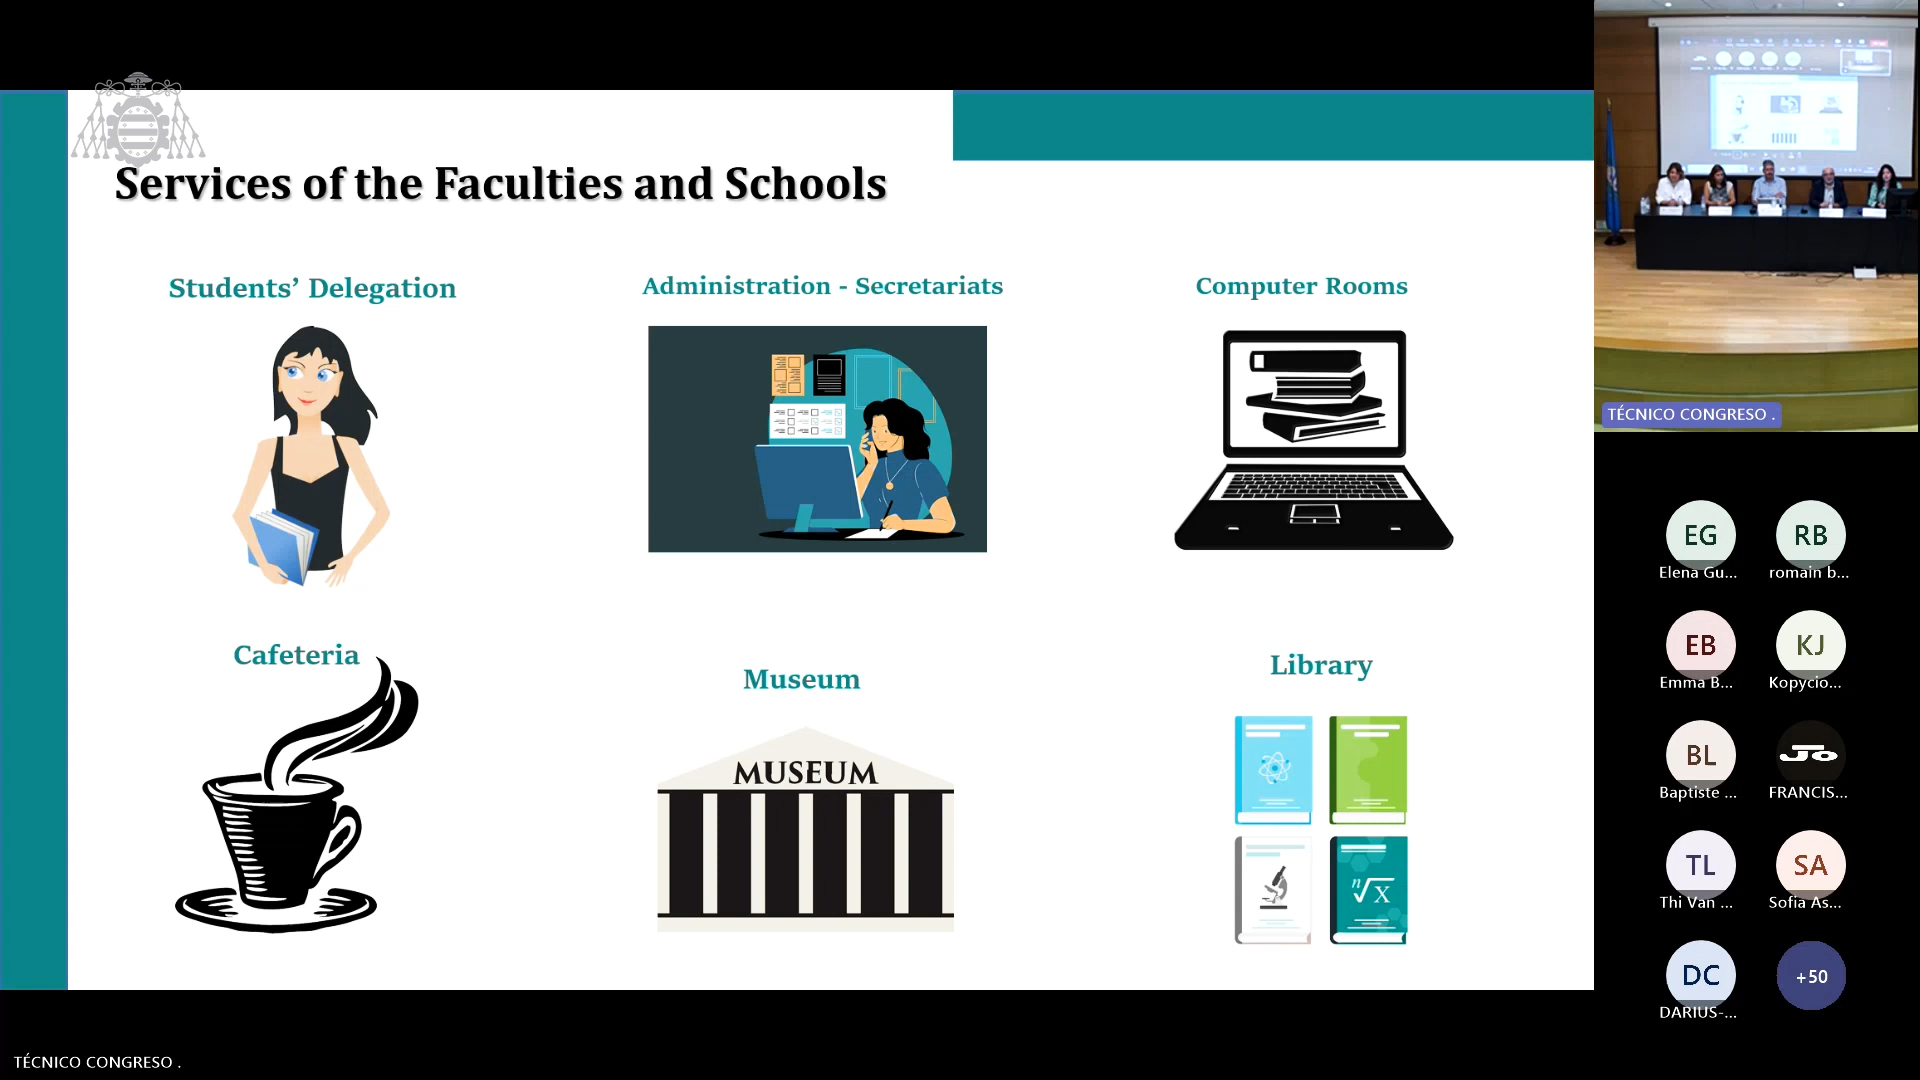 Services of the Faculties and Schools
Students’ Delegation
Administration - Secretariats
Computer Rooms
Cafeteria
Museum
Library
MUSEUM
n√x
TÉCNICO CONGRESO .
EG
RB
Elena Gu...
romain b...
EB
KJ
Emma B...
Kopycio...
BL
Jo
Baptiste ...
FRANCIS...
TL
SA
Thi Van ...
Sofia As...
DC
+50
DARIUS-...
TÉCNICO CONGRESO .